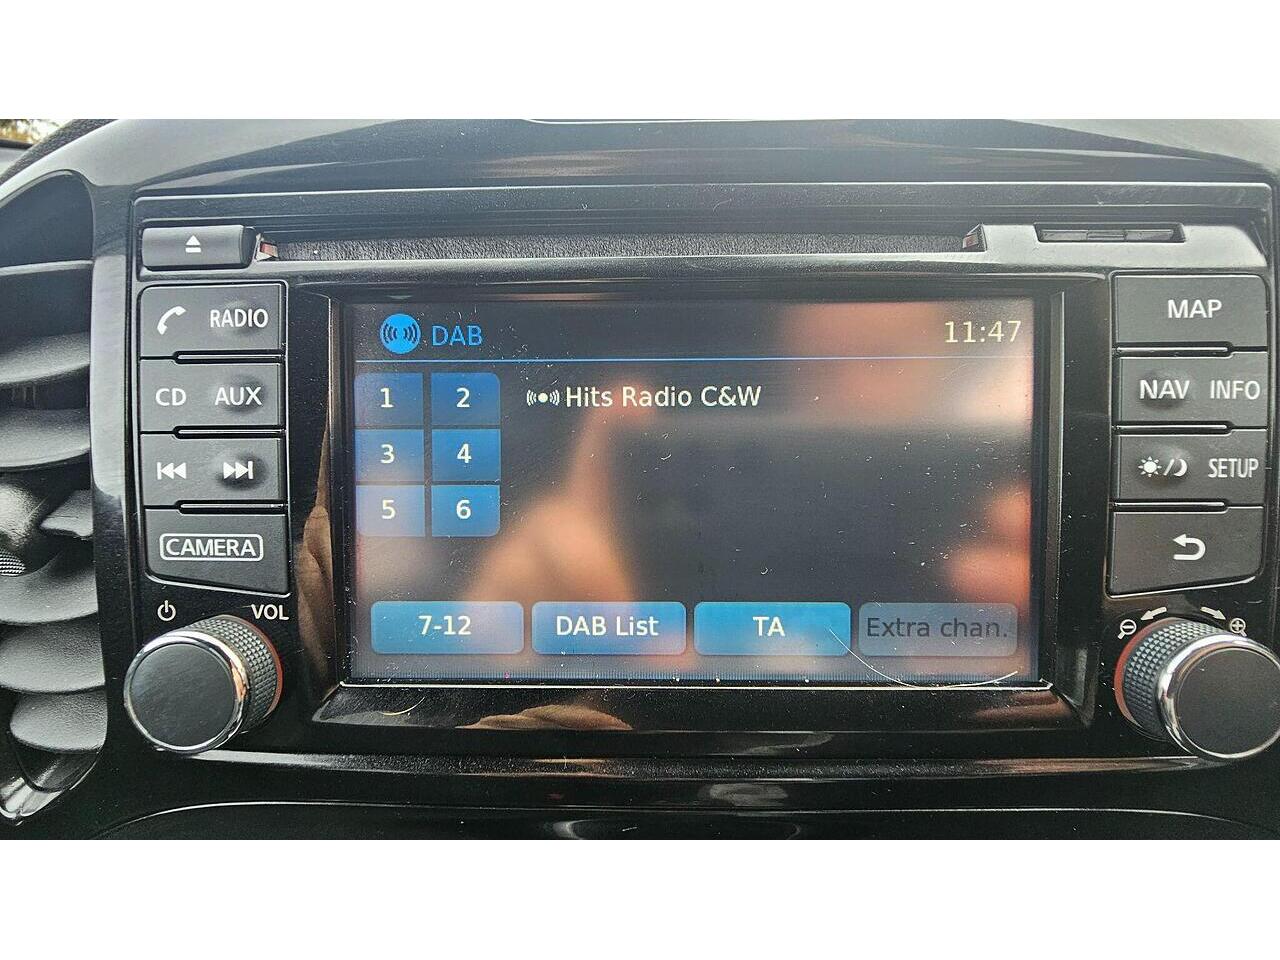 RADIO
CD AUX
CAMERA
VOL
DAB
11:47
1 2
3 4
5 6
Hits Radio C&W
7-12
DAB List
TA
Extra chan.
MAP
NAV INFO
SETUP